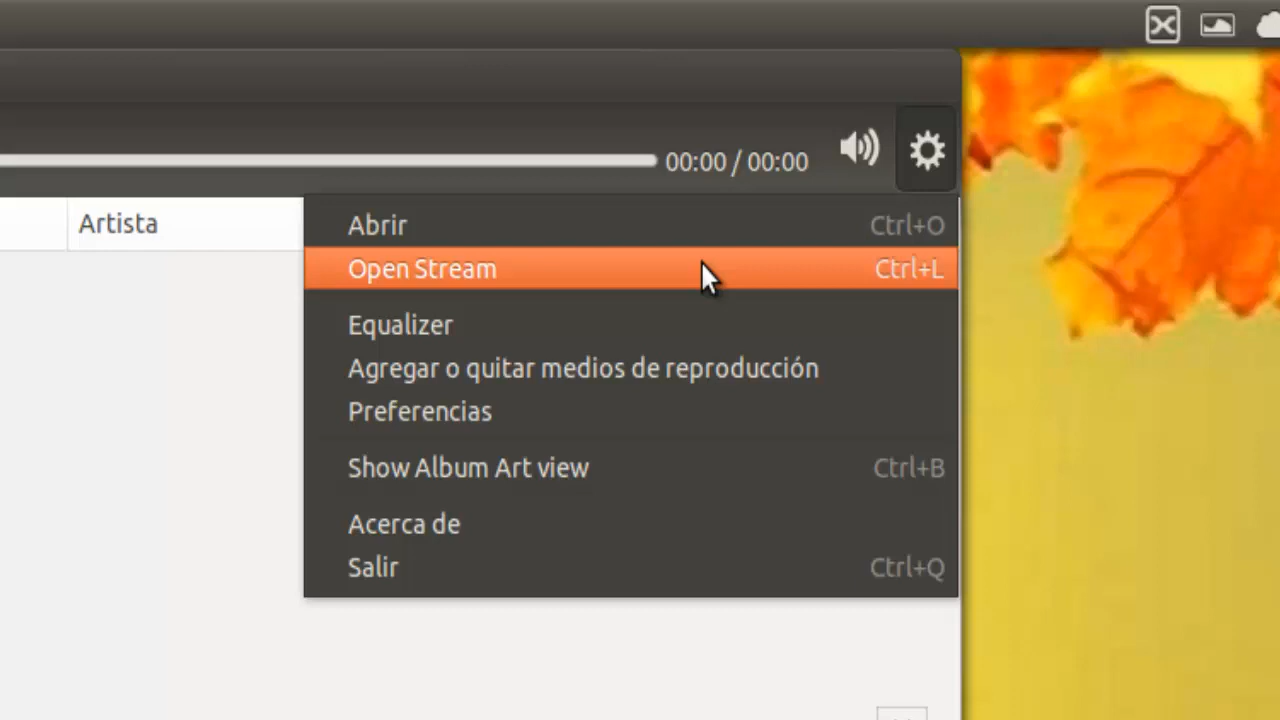 00:00 / 00:00
Artista
Abrir Ctrl+O
Open Stream Ctrl+L
Equalizer
Agregar o quitar medios de reproducción
Preferencias
Show Album Art view Ctrl+B
Acerca de
Salir Ctrl+Q